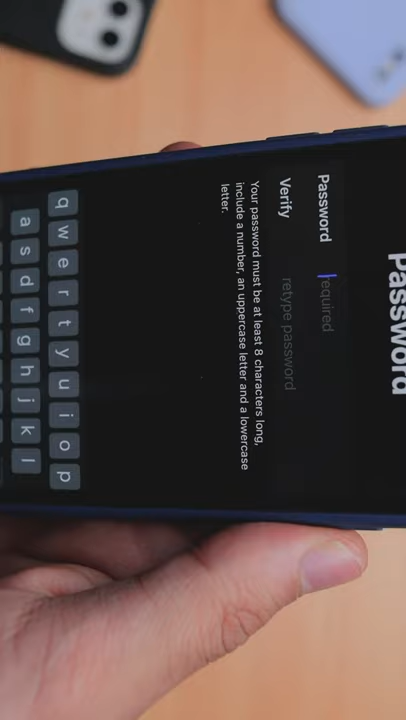 Password
Password required
Verify retype password
Your password must be at least 8 characters long,
include a number, an uppercase letter and a lowercase
letter.
q w e r t y u i o p
a s d f g h j k l